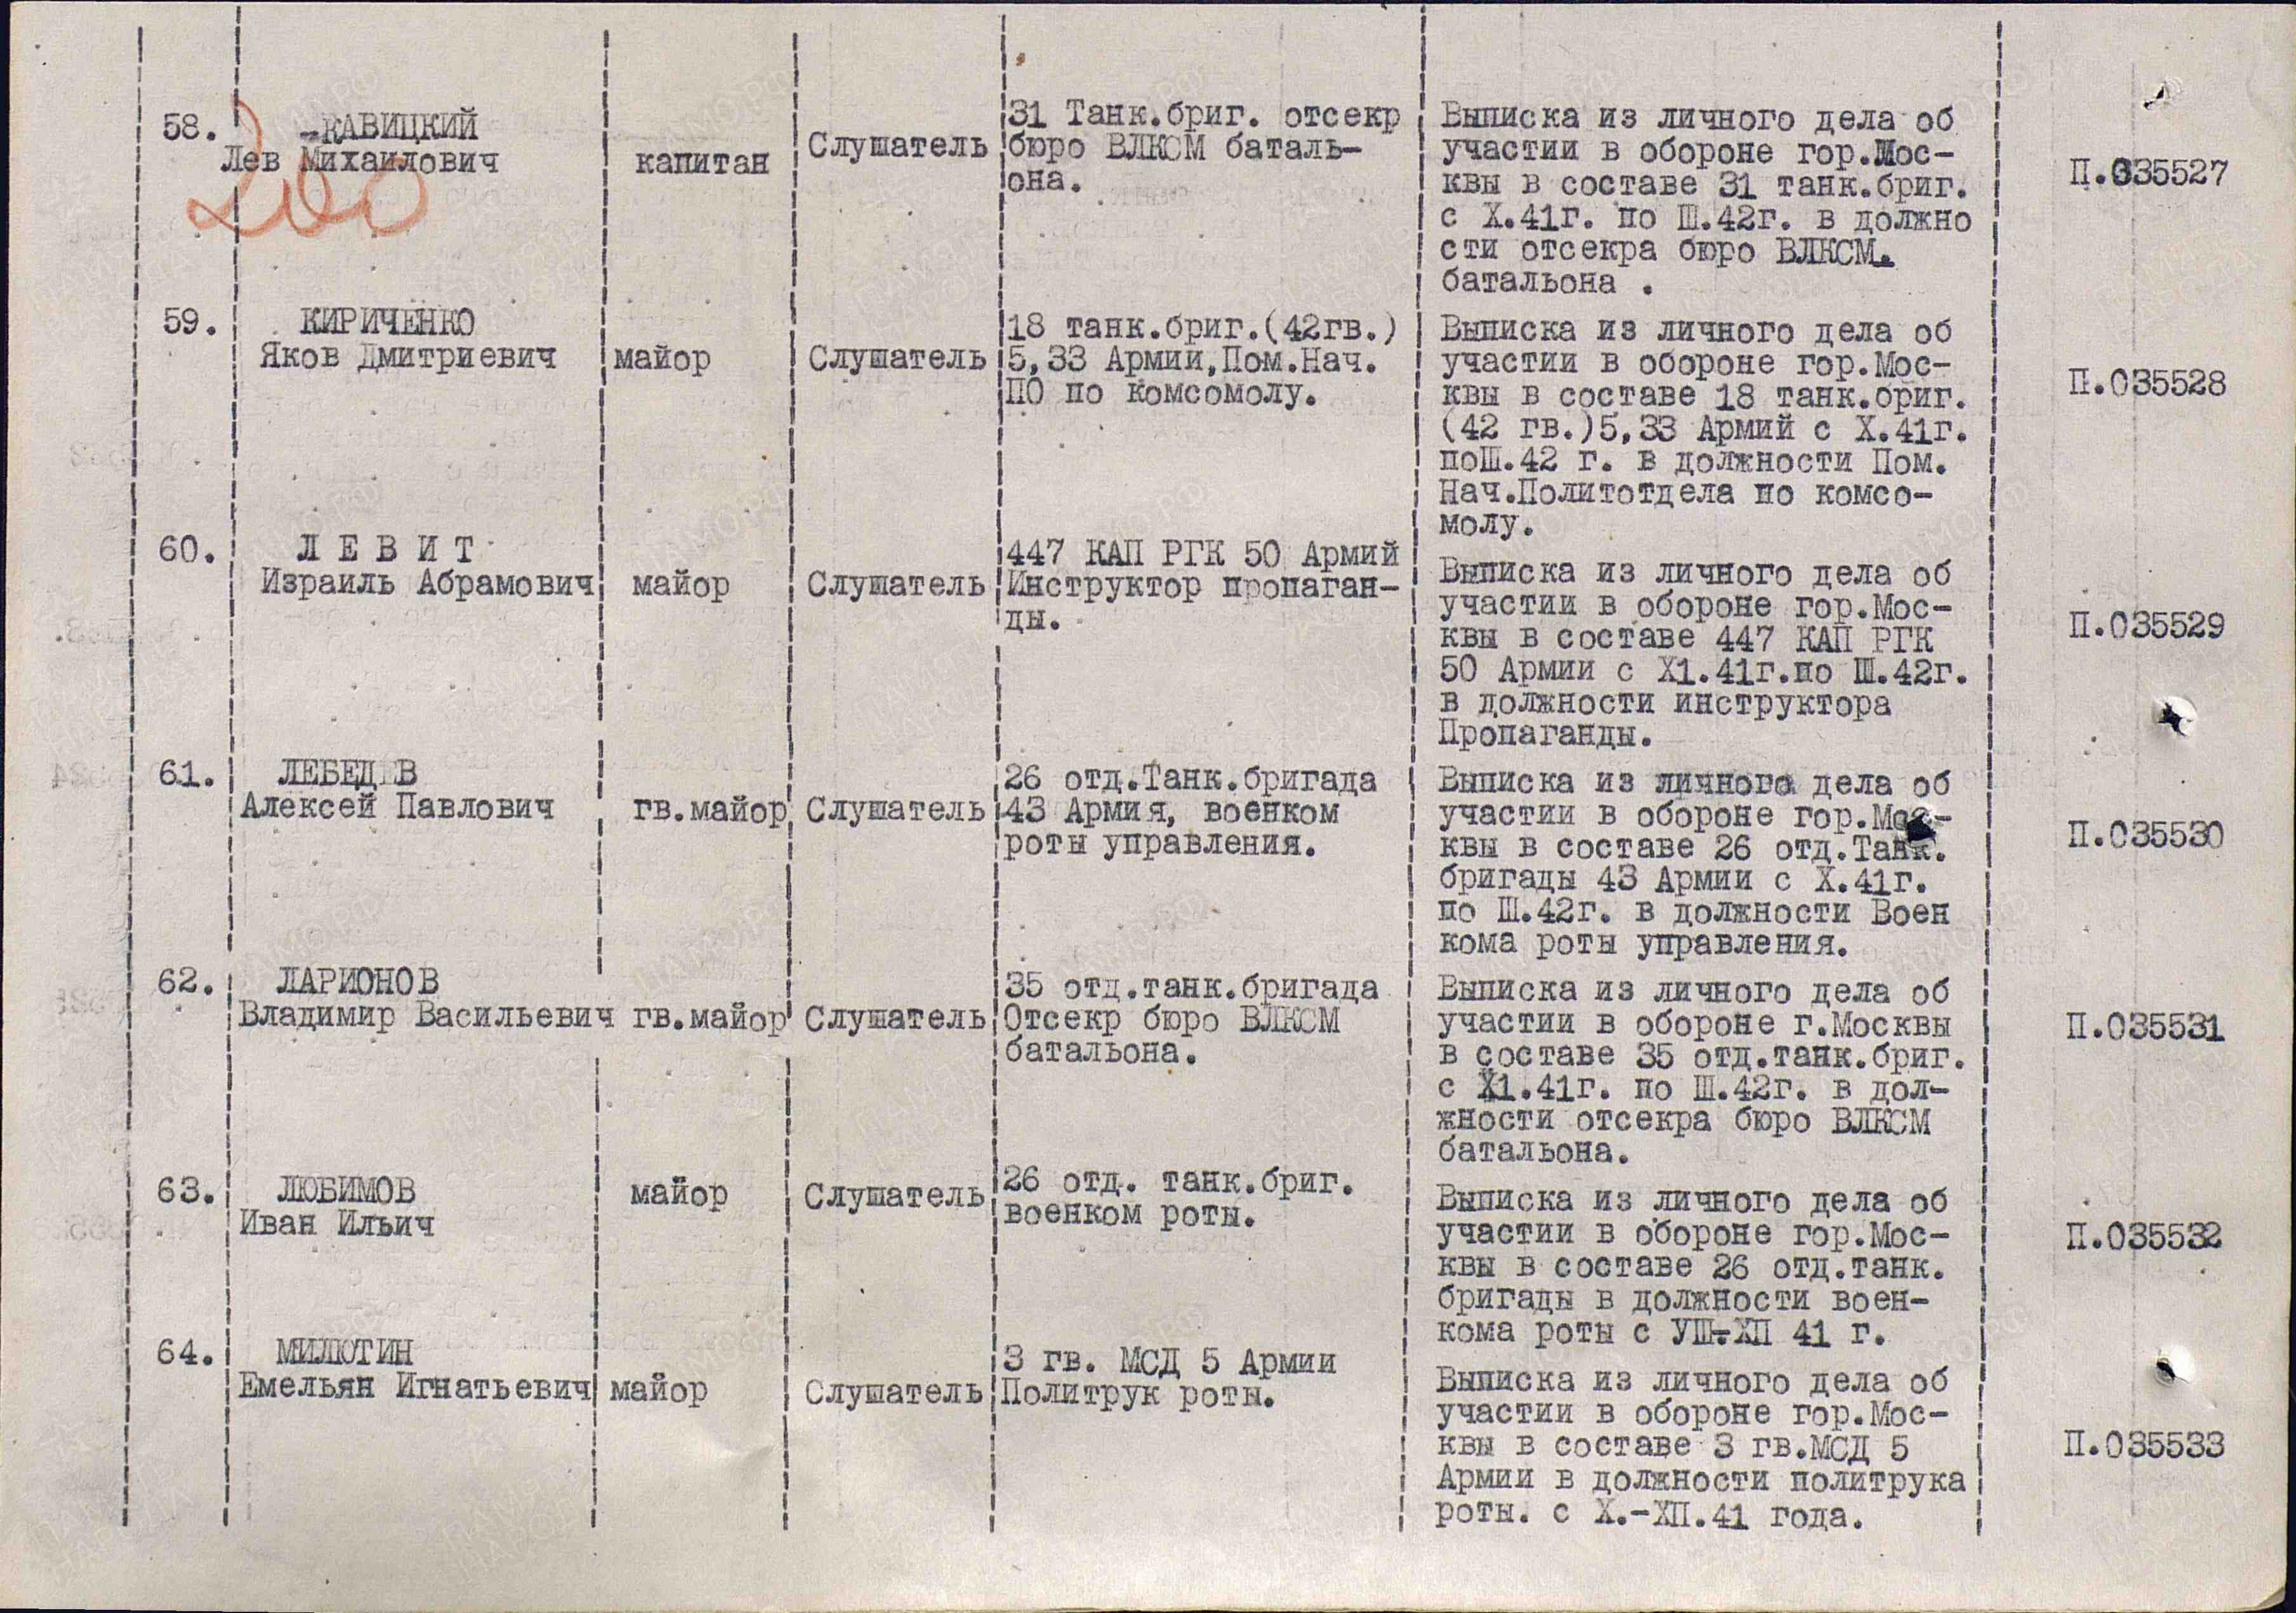 58.
-КАВИЦКИЙ
Лев Михаилович
капитан
Слушатель
31 Танк.бриг. отсекр
бюро ВЛКСМ баталь-
она.
Выписка из личного дела об
участии в обороне гор.Мос-
квы в составе 31 танк.бриг.
с Х.41г. по Ш.42г. в должно
сти отсекра бюро ВЛКСМ.
батальона .
П.035527
200
59.
КИРИЧЕНКО
Яков Дмитриевич
майор
Слушатель
18 танк.бриг.(42гв.)
5,33 Армии,Пом.Нач.
ПО по комсомолу.
Выписка из личного дела об
участии в обороне гор.Мос-
квы в составе 18 танк.ориг.
(42 гв.)5,33 Армий с Х.41г.
поШ.42 г. в должности Пом.
Нач.Политотдела по комсо-
молу.
П.035528
60.
Л Е В И Т
Израиль Абрамович
майор
Слушатель
447 КАП РГК 50 Армий
Инструктор пропаган-
ды.
Выписка из личного дела об
участии в обороне гор.Мос-
квы в составе 447 КАП РГК
50 Армии с Х1.41г.по Ш.42г.
в должности инструктора
Пропаганды.
П.035529
61.
ЛЕБЕДЕВ
Алексей Павлович
гв.майор
Слушатель
26 отд.Танк.бригада
43 Армия, военком
роты управления.
Выписка из личного дела об
участии в обороне гор.Мос-
квы в составе 26 отд.Танк.
бригады 43 Армии с Х.41г.
по Ш.42г. в должности Воен
кома роты управления.
П.035530
62.
ЛАРИОНОВ
Владимир Васильевич
гв.майор
Слушатель
35 отд.танк.бригада
Отсекр бюро ВЛКСМ
батальона.
Выписка из личного дела об
участии в обороне г.Москвы
в составе 35 отд.танк.бриг.
с Х1.41г. по Ш.42г. в дол-
жности отсекра бюро ВЛКСМ
батальона.
П.035531
63.
ЛЮБИМОВ
Иван Ильич
майор
Слушатель
26 отд. танк.бриг.
военком роты.
Выписка из личного дела об
участии в обороне гор.Мос-
квы в составе 26 отд.танк.
бригады в должности воен-
кома роты с УШ-ХП 41 г.
П.035532
64.
МИЛЮТИН
Емельян Игнатьевич
майор
Слушатель
3 гв. МСД 5 Армии
Политрук роты.
Выписка из личного дела об
участии в обороне гор.Мос-
квы в составе 3 гв.МСД 5
Армии в должности политрука
роты. с Х.-ХП.41 года.
П.035533